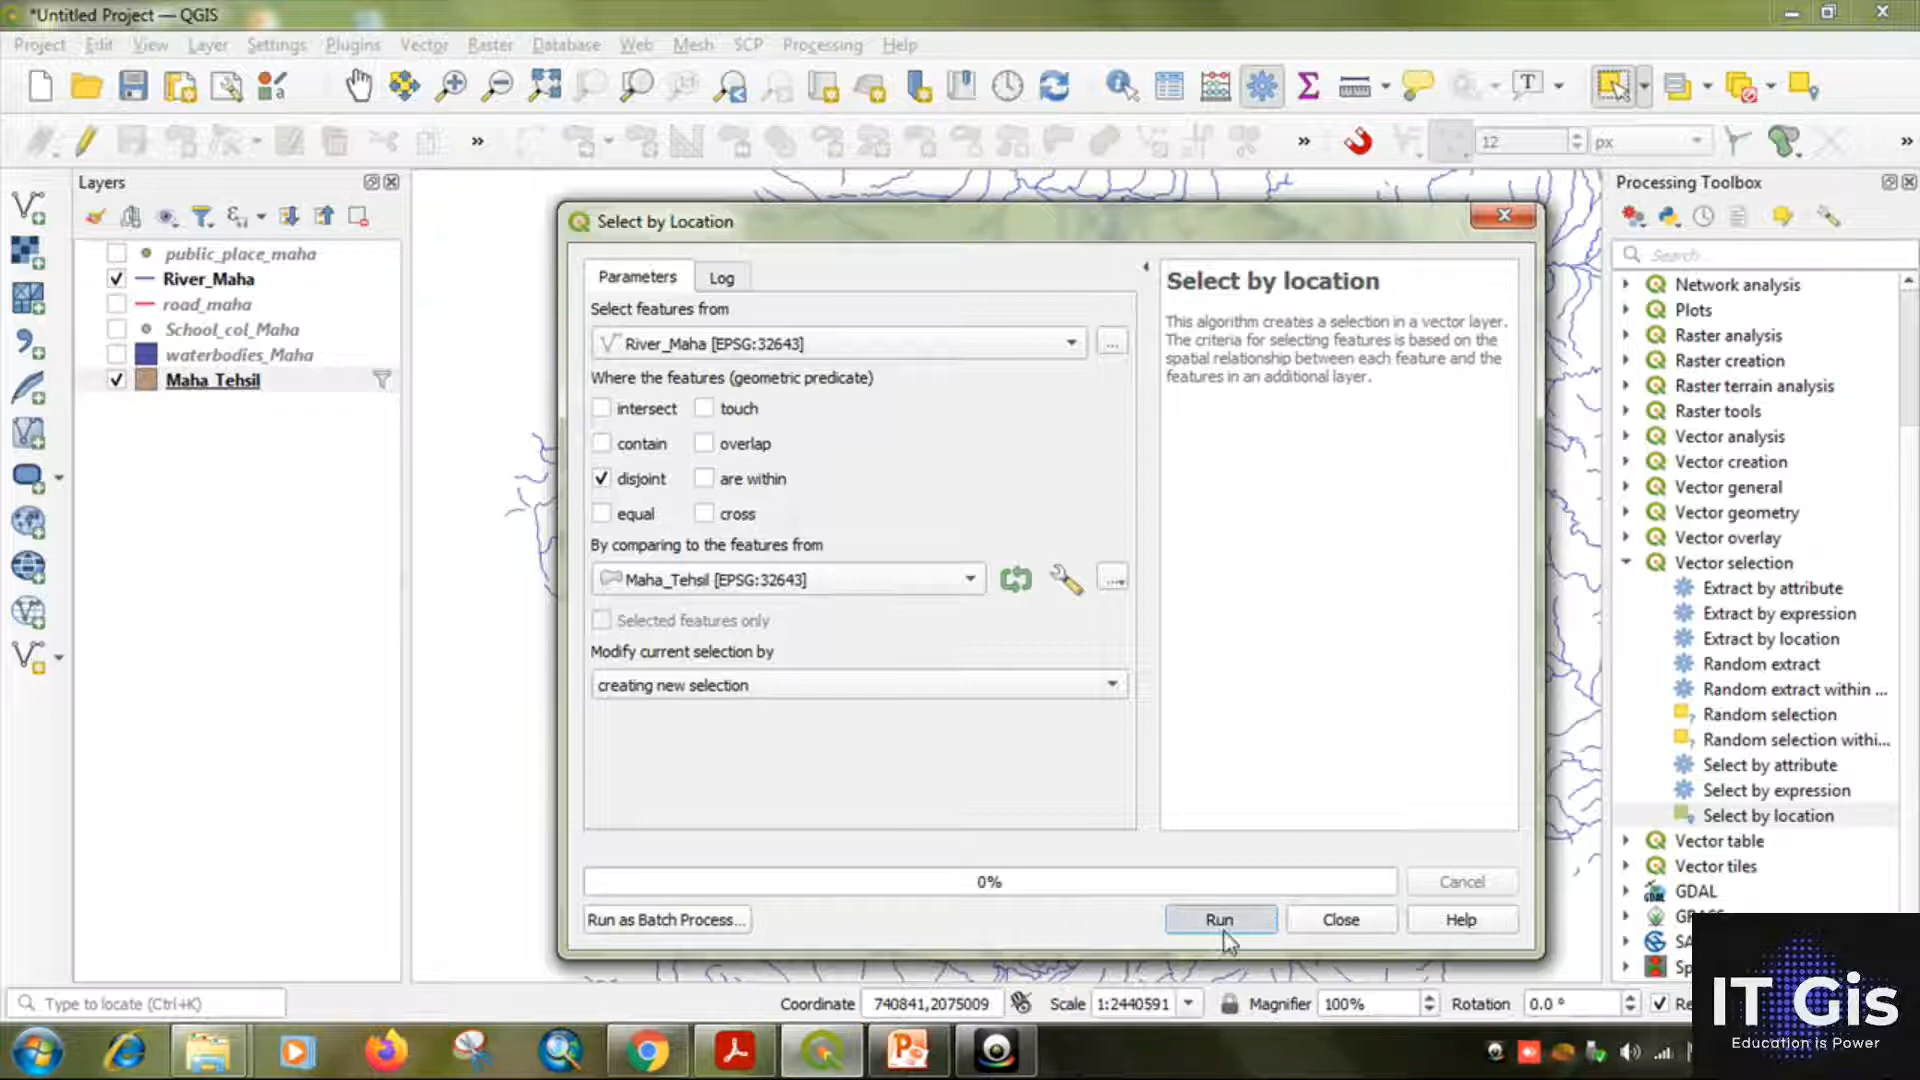 *Untitled Project — QGIS
Project Edit View Layer Settings Plugins Vector Raster Database Web Mesh SCP Processing Help
12 px
Layers
public_place_maha
River_Maha
road_maha
School_col_Maha
waterbodies_Maha
Maha_Tehsil
Select by Location
Parameters Log
Select features from
River_Maha [EPSG:32643]
Where the features (geometric predicate)
intersect touch
contain overlap
disjoint are within
equal cross
By comparing to the features from
Maha_Tehsil [EPSG:32643]
Selected features only
Modify current selection by
creating new selection
Select by location
This algorithm creates a selection in a vector layer.
The criteria for selecting features is based on the
spatial relationship between each feature and the
features in an additional layer.
0% Cancel
Run as Batch Process... Run Close Help
Processing Toolbox
Search...
Network analysis
Plots
Raster analysis
Raster creation
Raster terrain analysis
Raster tools
Vector analysis
Vector creation
Vector general
Vector geometry
Vector overlay
Vector selection
Extract by attribute
Extract by expression
Extract by location
Random extract
Random extract within ...
Random selection
Random selection withi...
Select by attribute
Select by expression
Select by location
Vector table
Vector tiles
GDAL
Type to locate (Ctrl+K) Coordinate 740841,2075009 Scale 1:2440591 Magnifier 100% Rotation 0.0 °
IT Gis
Education is Power